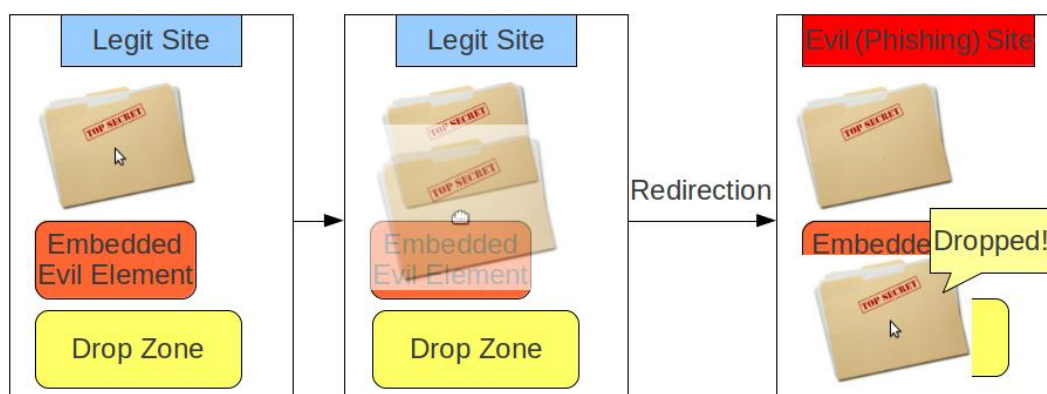 Legit Site
TOP SECRET
Embedded
Evil Element
Drop Zone
Legit Site
TOP SECRET
TOP SECRET
Embedded
Evil Element
Drop Zone
Redirection
Evil (Phishing) Site
TOP SECRET
Embedde
Dropped!
TOP SECRET